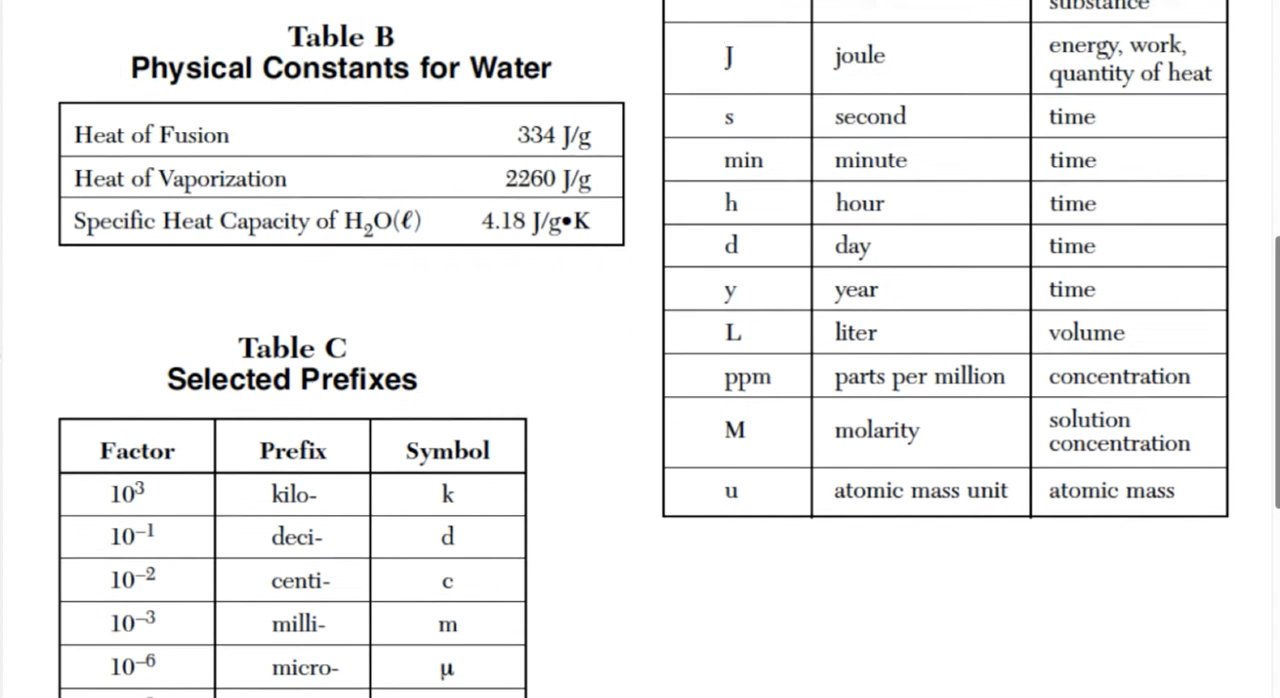 Table B
Physical Constants for Water
Heat of Fusion 334 J/g
Heat of Vaporization 2260 J/g
Specific Heat Capacity of H₂O(ℓ) 4.18 J/g•K
Table C
Selected Prefixes
Factor Prefix Symbol
10³ kilo- k
10⁻¹ deci- d
10⁻² centi- c
10⁻³ milli- m
10⁻⁶ micro- μ
substance
J joule energy, work,
quantity of heat
s second time
min minute time
h hour time
d day time
y year time
L liter volume
ppm parts per million concentration
M molarity solution
concentration
u atomic mass unit atomic mass